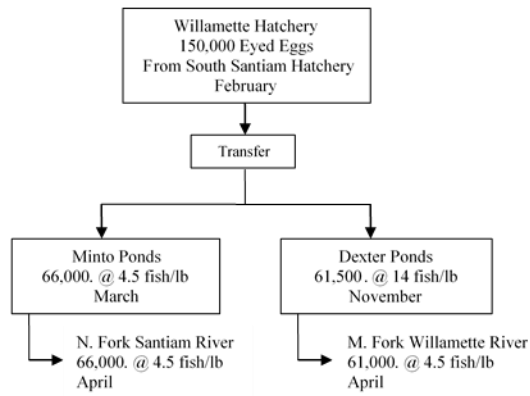 Willamette Hatchery
150,000 Eyed Eggs
From South Santiam Hatchery
February
Transfer
Minto Ponds
66,000. @ 4.5 fish/lb
March
Dexter Ponds
61,500. @ 14 fish/lb
November
N. Fork Santiam River
66,000. @ 4.5 fish/lb
April
M. Fork Willamette River
61,000. @ 4.5 fish/lb
April